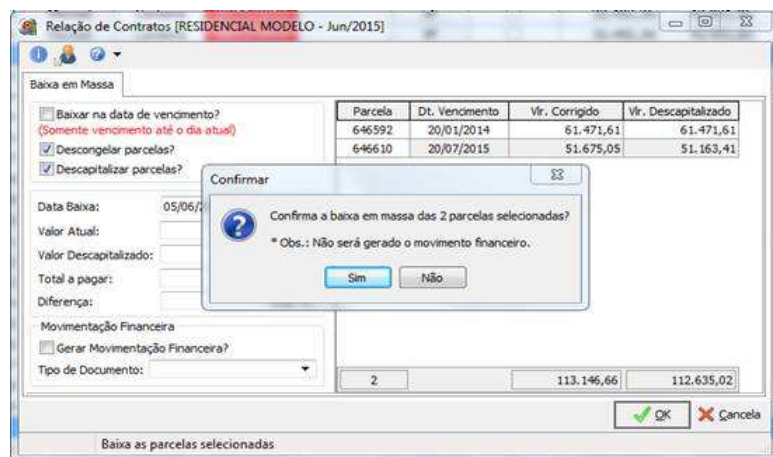 Relação de Contratos [RESIDENCIAL MODELO - Jun/2015]
Baixa em Massa
Baixar na data de vencimento?
(Somente vencimento até o dia atual)
Descongelar parcelas?
Descapitalizar parcelas?
Parcela Dt. Vencimento Vlr. Corrigido Vlr. Descapitalizado
646592 20/01/2014 61.471,61 61.471,61
646610 20/07/2015 51.675,05 51.163,41
Confirmar
Confirma a baixa em massa das 2 parcelas selecionadas?
* Obs.: Não será gerado o movimento financeiro.
Sim Não
Data Baixa: 05/06/
Valor Atual:
Valor Descapitalizado:
Total a pagar:
Diferença:
Movimentação Financeira
Gerar Movimentação Financeira?
Tipo de Documento:
2 113.146,66 112.635,02
OK Cancela
Baixa as parcelas selecionadas